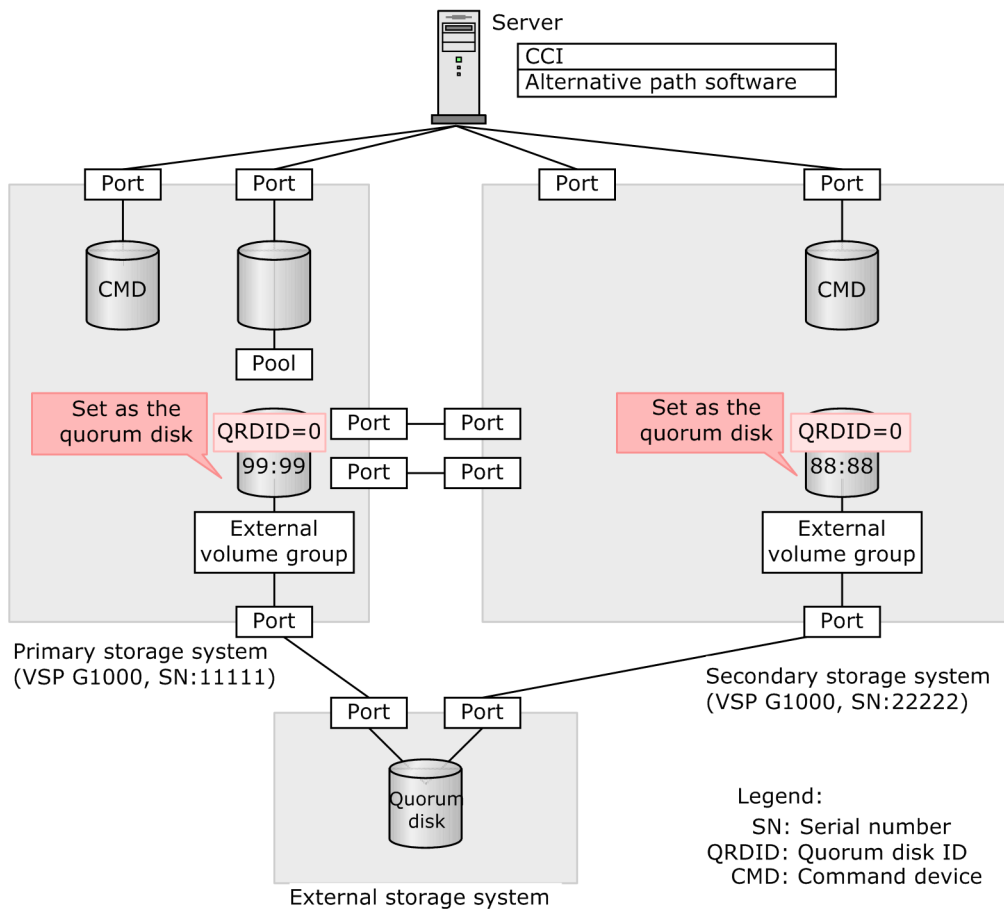 Server
CCI
Alternative path software
Port
Port
Port
Port
CMD
CMD
Pool
Set as the
quorum disk
QRDID=0
99:99
Port
Port
Port
Port
Set as the
quorum disk
QRDID=0
88:88
External
volume group
External
volume group
Port
Port
Primary storage system
(VSP G1000, SN:11111)
Secondary storage system
(VSP G1000, SN:22222)
Port
Port
Quorum
disk
External storage system
Legend:
SN: Serial number
QRDID: Quorum disk ID
CMD: Command device